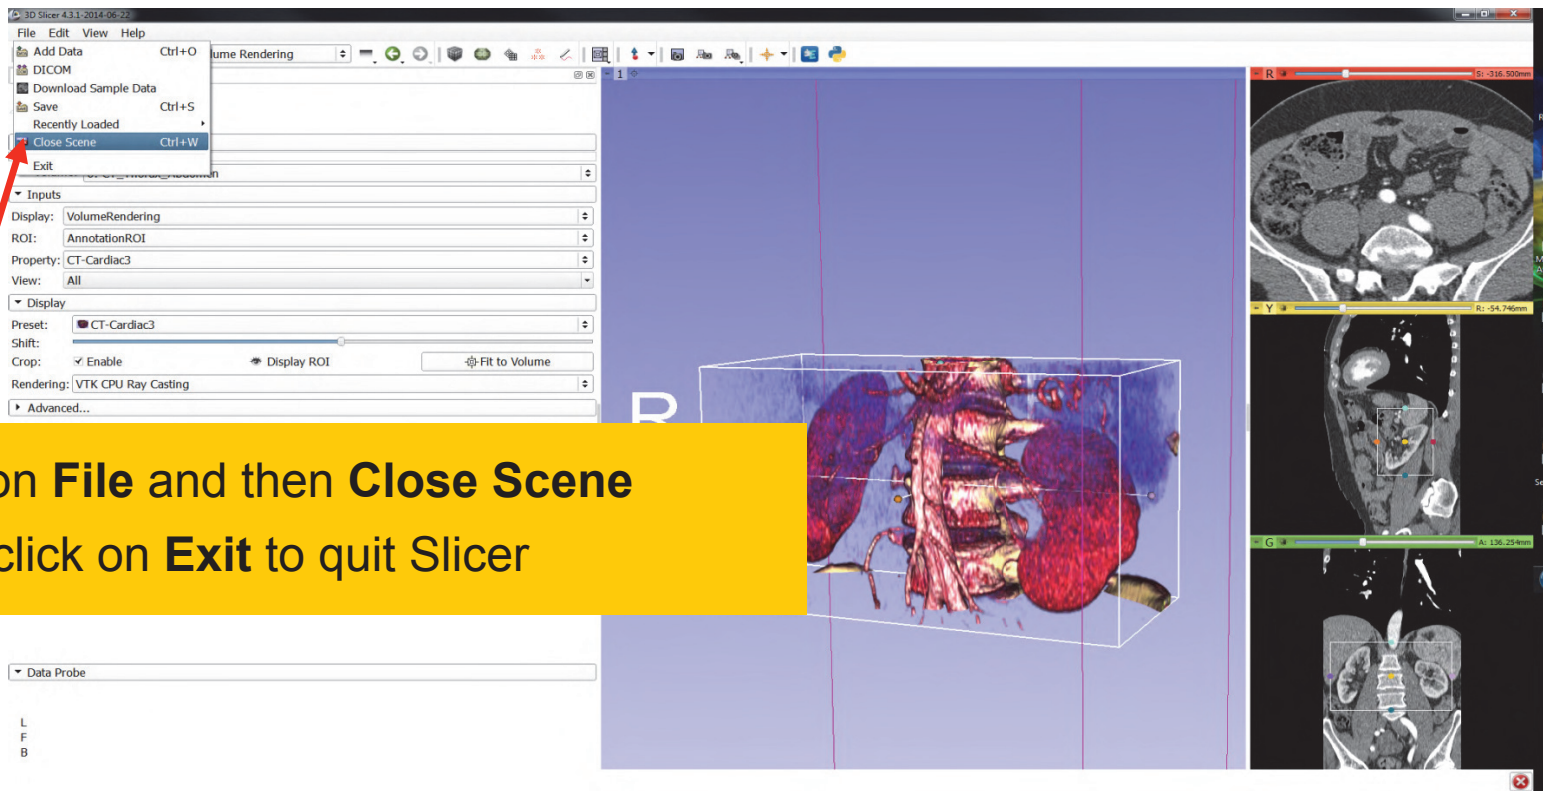 3D Slicer 4.3.1-2014-06-22
File Edit View Help
Add Data Ctrl+O
DICOM
Download Sample Data
Save Ctrl+S
Recently Loaded
Close Scene Ctrl+W
Exit
lume Rendering
1
Inputs
Display: VolumeRendering
ROI: AnnotationROI
Property: CT-Cardiac3
View: All
Display
Preset: CT-Cardiac3
Shift:
Crop: Enable Display ROI Fit to Volume
Rendering: VTK CPU Ray Casting
Advanced...
on File and then Close Scene
click on Exit to quit Slicer
Data Probe
L
F
B
R
R S: -316.500mm
Y R: -54.746mm
G A: 136.254mm